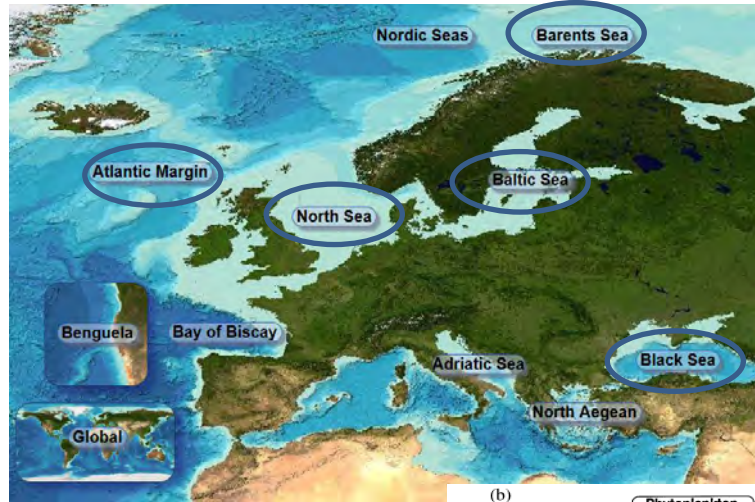 Nordic Seas
Barents Sea
Atlantic Margin
Baltic Sea
North Sea
Benguela
Bay of Biscay
Adriatic Sea
Black Sea
North Aegean
Global
(b)